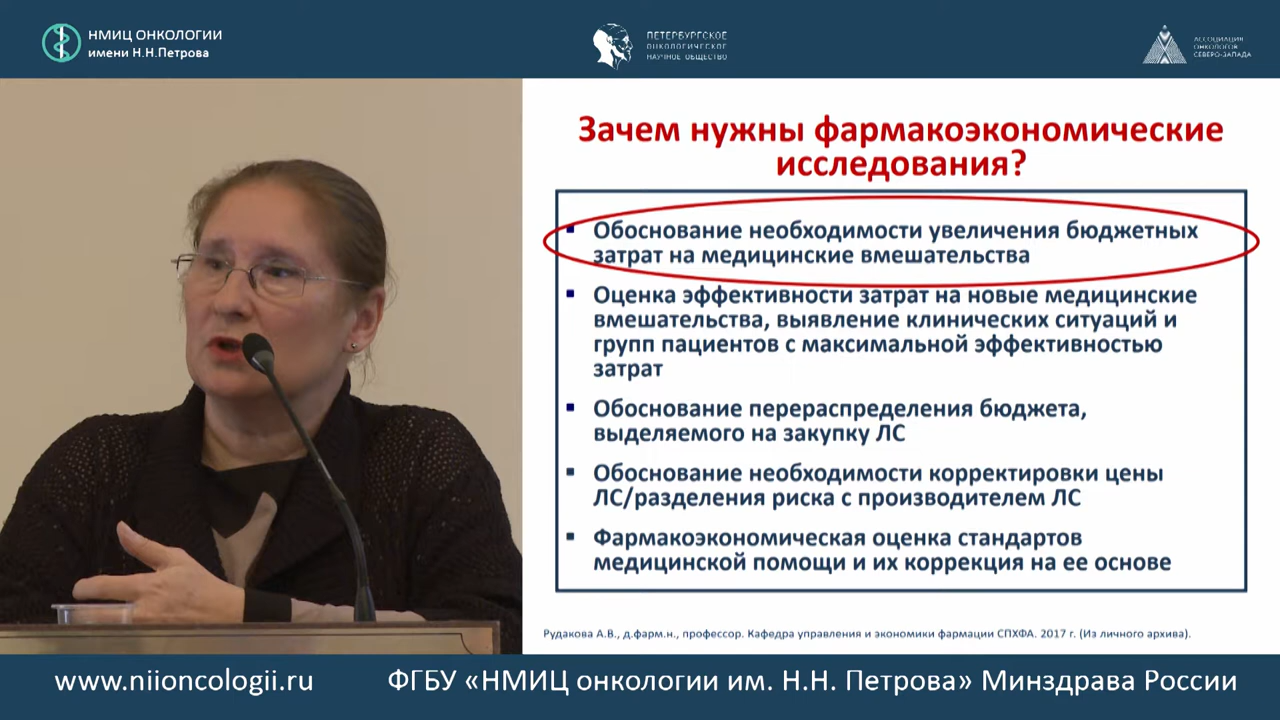 НМИЦ ОНКОЛОГИИ
имени Н.Н.Петрова
ПЕТЕРБУРГСКОЕ
ОНКОЛОГИЧЕСКОЕ
НАУЧНОЕ ОБЩЕСТВО
АССОЦИАЦИЯ
ОНКОЛОГОВ
СЕВЕРО-ЗАПАДА
Зачем нужны фармакоэкономические
исследования?
▪ Обоснование необходимости увеличения бюджетных
затрат на медицинские вмешательства
▪ Оценка эффективности затрат на новые медицинские
вмешательства, выявление клинических ситуаций и
групп пациентов с максимальной эффективностью
затрат
▪ Обоснование перераспределения бюджета,
выделяемого на закупку ЛС
▪ Обоснование необходимости корректировки цены
ЛС/разделения риска с производителем ЛС
▪ Фармакоэкономическая оценка стандартов
медицинской помощи и их коррекция на ее основе
Рудакова А.В., д.фарм.н., профессор. Кафедра управления и экономики фармации СПХФА. 2017 г. (Из личного архива).
www.niioncologii.ru
ФГБУ «НМИЦ онкологии им. Н.Н. Петрова» Минздрава России